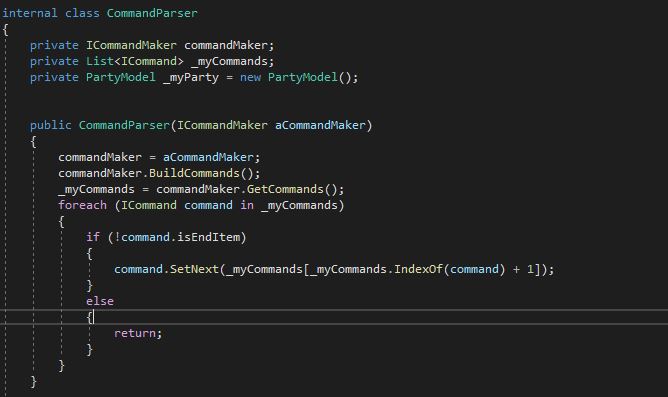 internal class CommandParser
{
    private ICommandMaker commandMaker;
    private List<ICommand> _myCommands;
    private PartyModel _myParty = new PartyModel();
    public CommandParser(ICommandMaker aCommandMaker)
    {
        commandMaker = aCommandMaker;
        commandMaker.BuildCommands();
        _myCommands = commandMaker.GetCommands();
        foreach (ICommand command in _myCommands)
        {
            if (!command.isEndItem)
            {
                command.SetNext(_myCommands[_myCommands.IndexOf(command) + 1]);
            }
            else
            {
                return;
            }
        }
    }